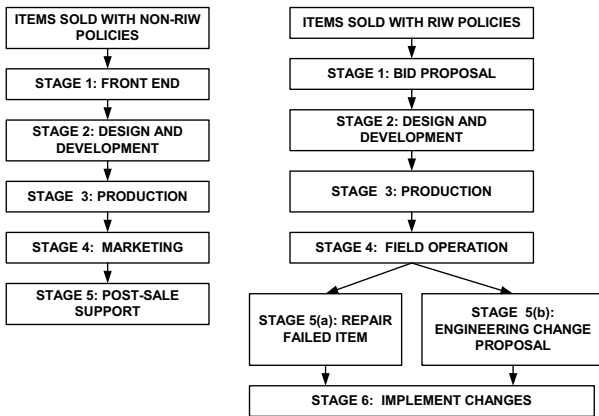 ITEMS SOLD WITH NON-RIW
POLICIES
STAGE 1: FRONT END
STAGE 2: DESIGN AND
DEVELOPMENT
STAGE 3: PRODUCTION
STAGE 4: MARKETING
STAGE 5: POST-SALE
SUPPORT
ITEMS SOLD WITH RIW POLICIES
STAGE 1: BID PROPOSAL
STAGE 2: DESIGN AND
DEVELOPMENT
STAGE 3: PRODUCTION
STAGE 4: FIELD OPERATION
STAGE 5(a): REPAIR
FAILED ITEM
STAGE 5(b):
ENGINEERING CHANGE
PROPOSAL
STAGE 6: IMPLEMENT CHANGES